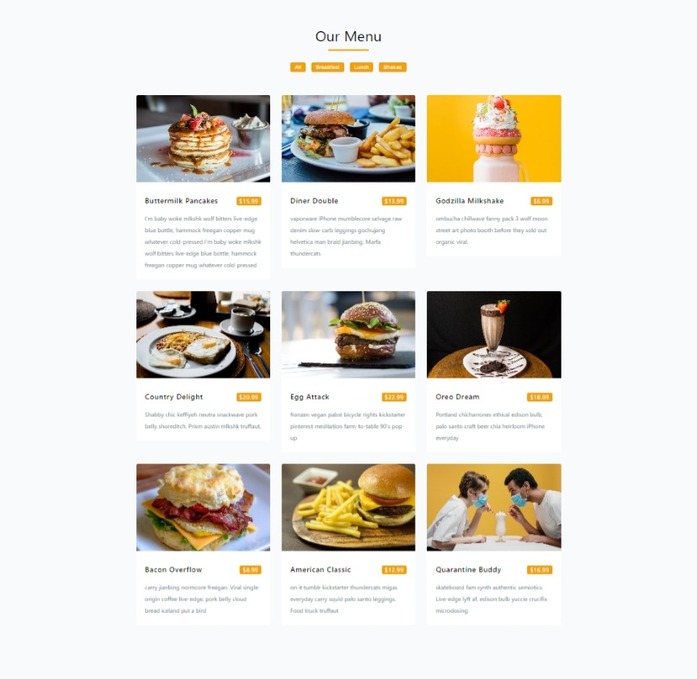 Our Menu
All Breakfast Lunch Shakes
Buttermilk Pancakes $15.99
I'm baby woke mlkshk wolf bitters live-edge
blue bottle, hammock freegan copper mug
whatever cold-pressed I'm baby woke mlkshk
wolf bitters live-edge blue bottle, hammock
freegan copper mug whatever cold-pressed
Diner Double $13.99
vaporware iPhone mumblecore selvage raw
denim slow-carb leggings gochujang
helvetica man braid jianbing. Marfa
thundercats
Godzilla Milkshake $6.99
ombucha chillwave fanny pack 3 wolf moon
street art photo booth before they sold out
organic viral.
Country Delight $20.99
Shabby chic keffiyeh neutra snackwave pork
belly shoreditch. Prism austin mlkshk truffaut,
Egg Attack $22.99
franzen vegan pabst bicycle rights kickstarter
pinterest meditation farm-to-table 90's pop-
up
Oreo Dream $18.99
Portland chicharrones ethical edison bulb,
palo santo craft beer chia heirloom iPhone
everyday
Bacon Overflow $8.99
carry jianbing normcore freegan. Viral single-
origin coffee live-edge, pork belly cloud
bread iceland put a bird
American Classic $12.99
on it tumblr kickstarter thundercats migas
everyday carry squid palo santo leggings.
Food truck truffaut
Quarantine Buddy $16.99
skateboard fam synth authentic semiotics.
Live-edge lyft af, edison bulb yuccie crucifix
microdosing.